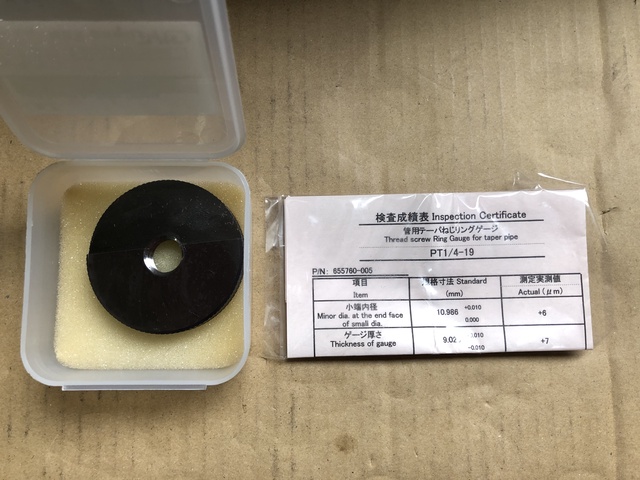 検査成績表 Inspection Certificate
管用テーパねじリングゲージ
Thread screw Ring Gauge for taper pipe
PT1/4-19
P/N: 655760-005
項目
Item
規格寸法 Standard
(mm)
測定実測値
Actual (μm)
小端内径
Minor dia. at the end face
of small dia.
10.986 +0.010
0.000
+6
ゲージ厚さ
Thickness of gauge
-0.010
+7